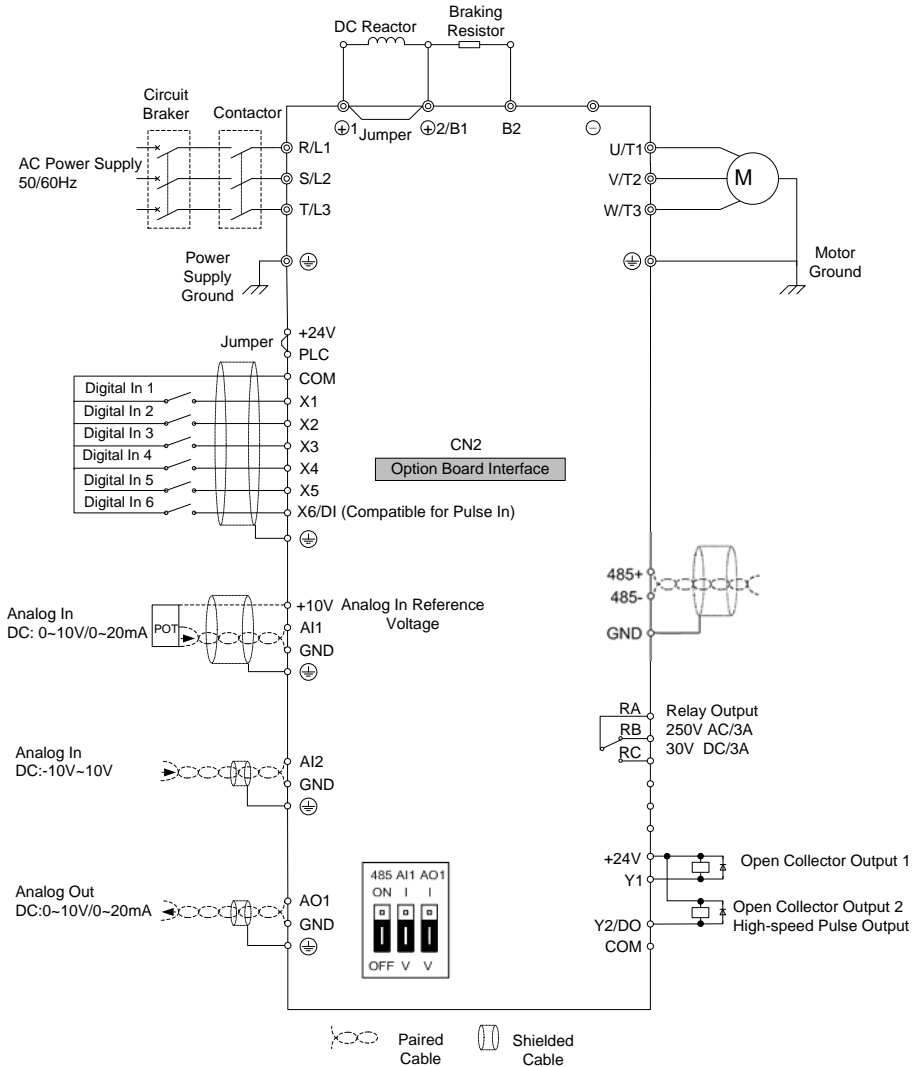 DC Reactor
Braking
Resistor
Circuit
Braker
Contactor
⊕1
Jumper
⊕2/B1
B2
⊖
AC Power Supply
50/60Hz
R/L1
S/L2
T/L3
U/T1
V/T2
W/T3
M
Power
Supply
Ground
Motor
Ground
Jumper
+24V
PLC
COM
Digital In 1
X1
Digital In 2
X2
Digital In 3
X3
Digital In 4
X4
Digital In 5
X5
Digital In 6
X6/DI (Compatible for Pulse In)
CN2
Option Board Interface
485+
485-
GND
Analog In
DC: 0~10V/0~20mA
POT
+10V Analog In Reference
Voltage
AI1
GND
RA
RB
RC
Relay Output
250V AC/3A
30V DC/3A
Analog In
DC:-10V~10V
AI2
GND
+24V
Y1
Open Collector Output 1
Y2/DO
COM
Open Collector Output 2
High-speed Pulse Output
Analog Out
DC:0~10V/0~20mA
AO1
GND
485 AI1 AO1
ON I I
OFF V V
Paired
Cable
Shielded
Cable